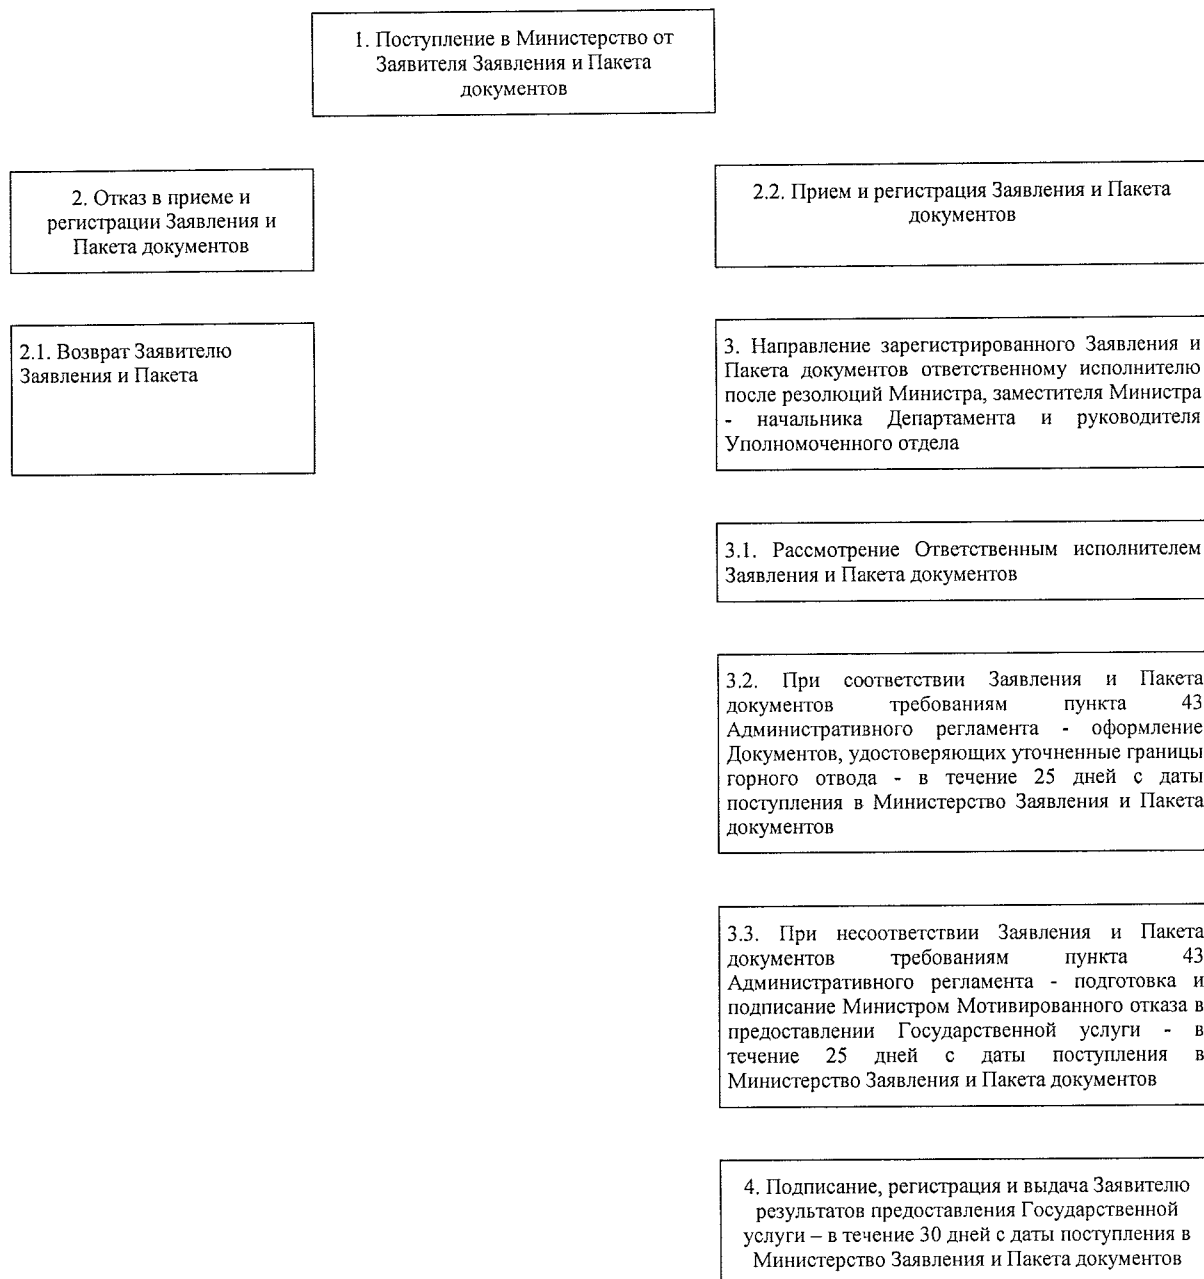 1. Поступление в Министерство от
Заявителя Заявления и Пакета
документов
2. Отказ в приеме и
регистрации Заявления и
Пакета документов
2.2. Прием и регистрация Заявления и Пакета
документов
2.1. Возврат Заявителю
Заявления и Пакета
3. Направление зарегистрированного Заявления и
Пакета документов ответственному исполнителю
после резолюций Министра, заместителя Министра
- начальника Департамента и руководителя
Уполномоченного отдела
3.1. Рассмотрение Ответственным исполнителем
Заявления и Пакета документов
3.2. При соответствии Заявления и Пакета
документов требованиям пункта 43
Административного регламента - оформление
Документов, удостоверяющих уточненные границы
горного отвода - в течение 25 дней с даты
поступления в Министерство Заявления и Пакета
документов
3.3. При несоответствии Заявления и Пакета
документов требованиям пункта 43
Административного регламента - подготовка и
подписание Министром Мотивированного отказа в
предоставлении Государственной услуги - в
течение 25 дней с даты поступления в
Министерство Заявления и Пакета документов
4. Подписание, регистрация и выдача Заявителю
результатов предоставления Государственной
услуги – в течение 30 дней с даты поступления в
Министерство Заявления и Пакета документов